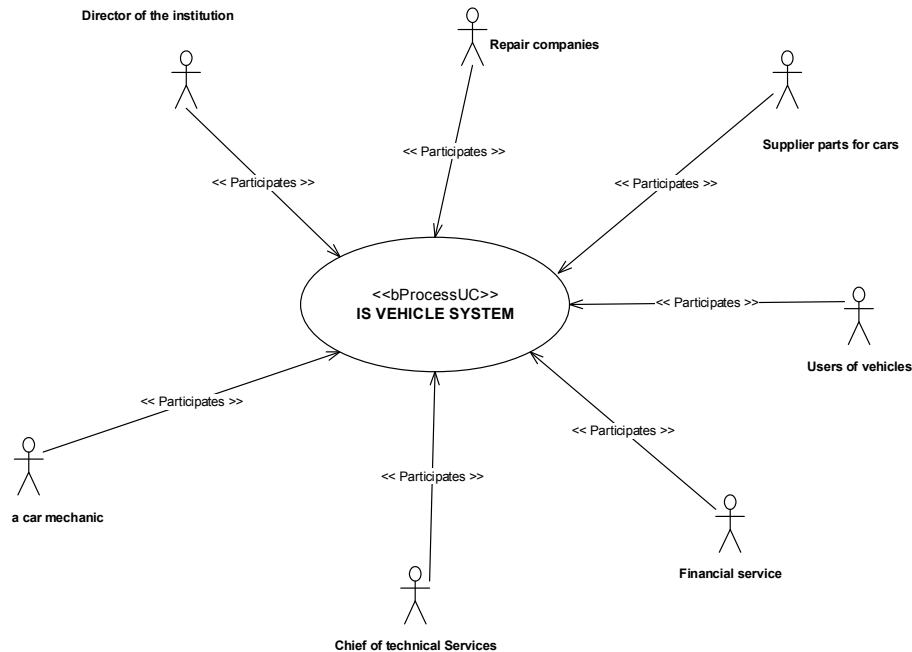 Director of the institution
Repair companies
Supplier parts for cars
<< Participates >>
<< Participates >>
<< Participates >>
<<bProcessUC>>
IS VEHICLE SYSTEM
<< Participates >>
Users of vehicles
<< Participates >>
<< Participates >>
<< Participates >>
a car mechanic
Financial service
Chief of technical Services